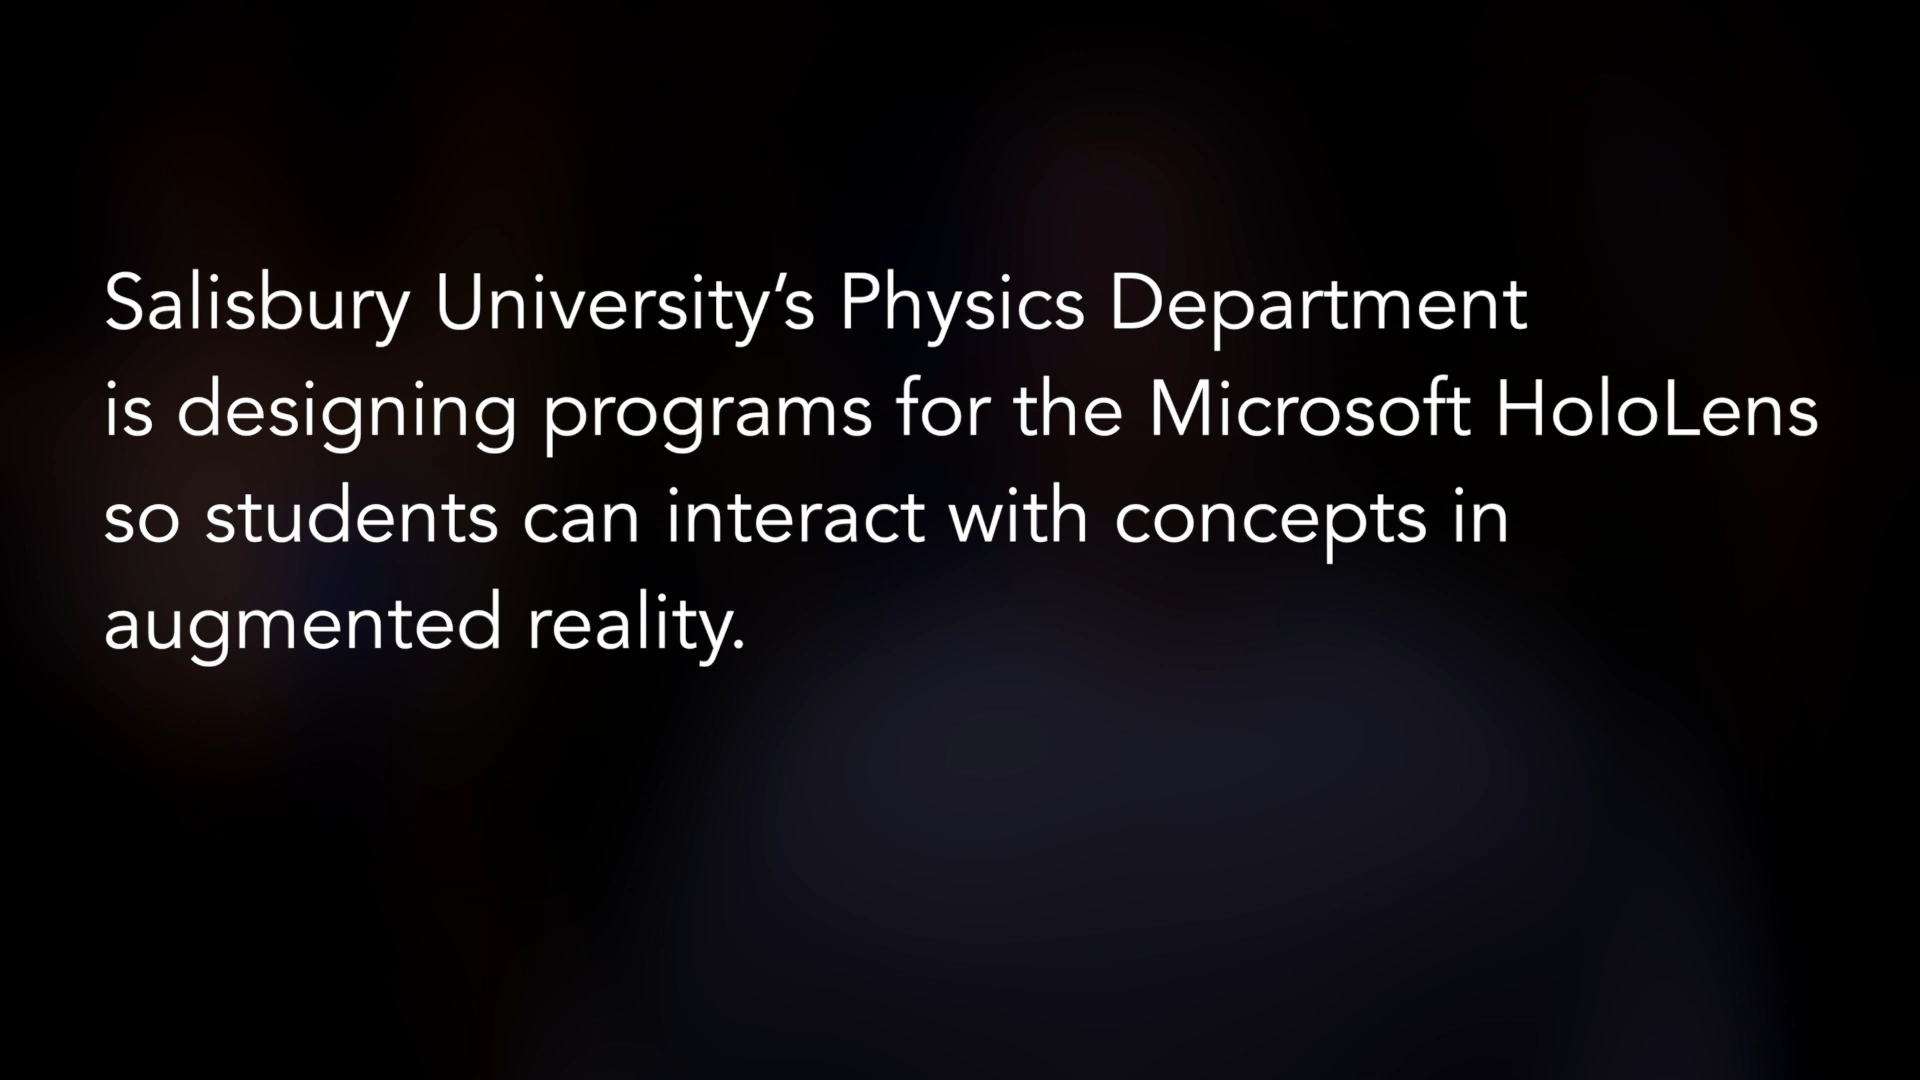 Salisbury University’s Physics Department
is designing programs for the Microsoft HoloLens
so students can interact with concepts in
augmented reality.